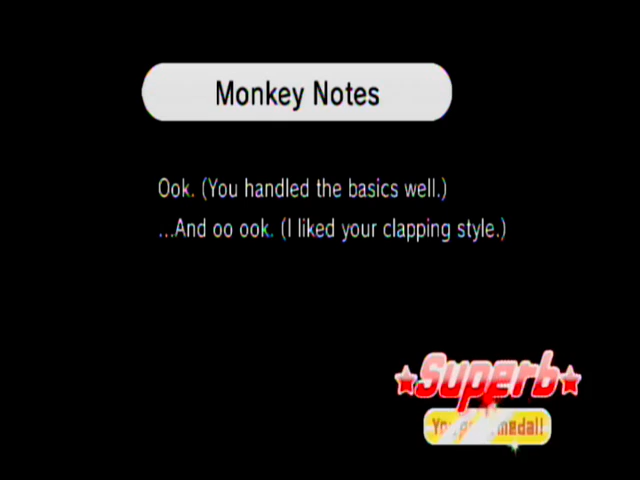 Monkey Notes
Ook. (You handled the basics well.)
...And oo ook. (I liked your clapping style.)
Superb
medal!